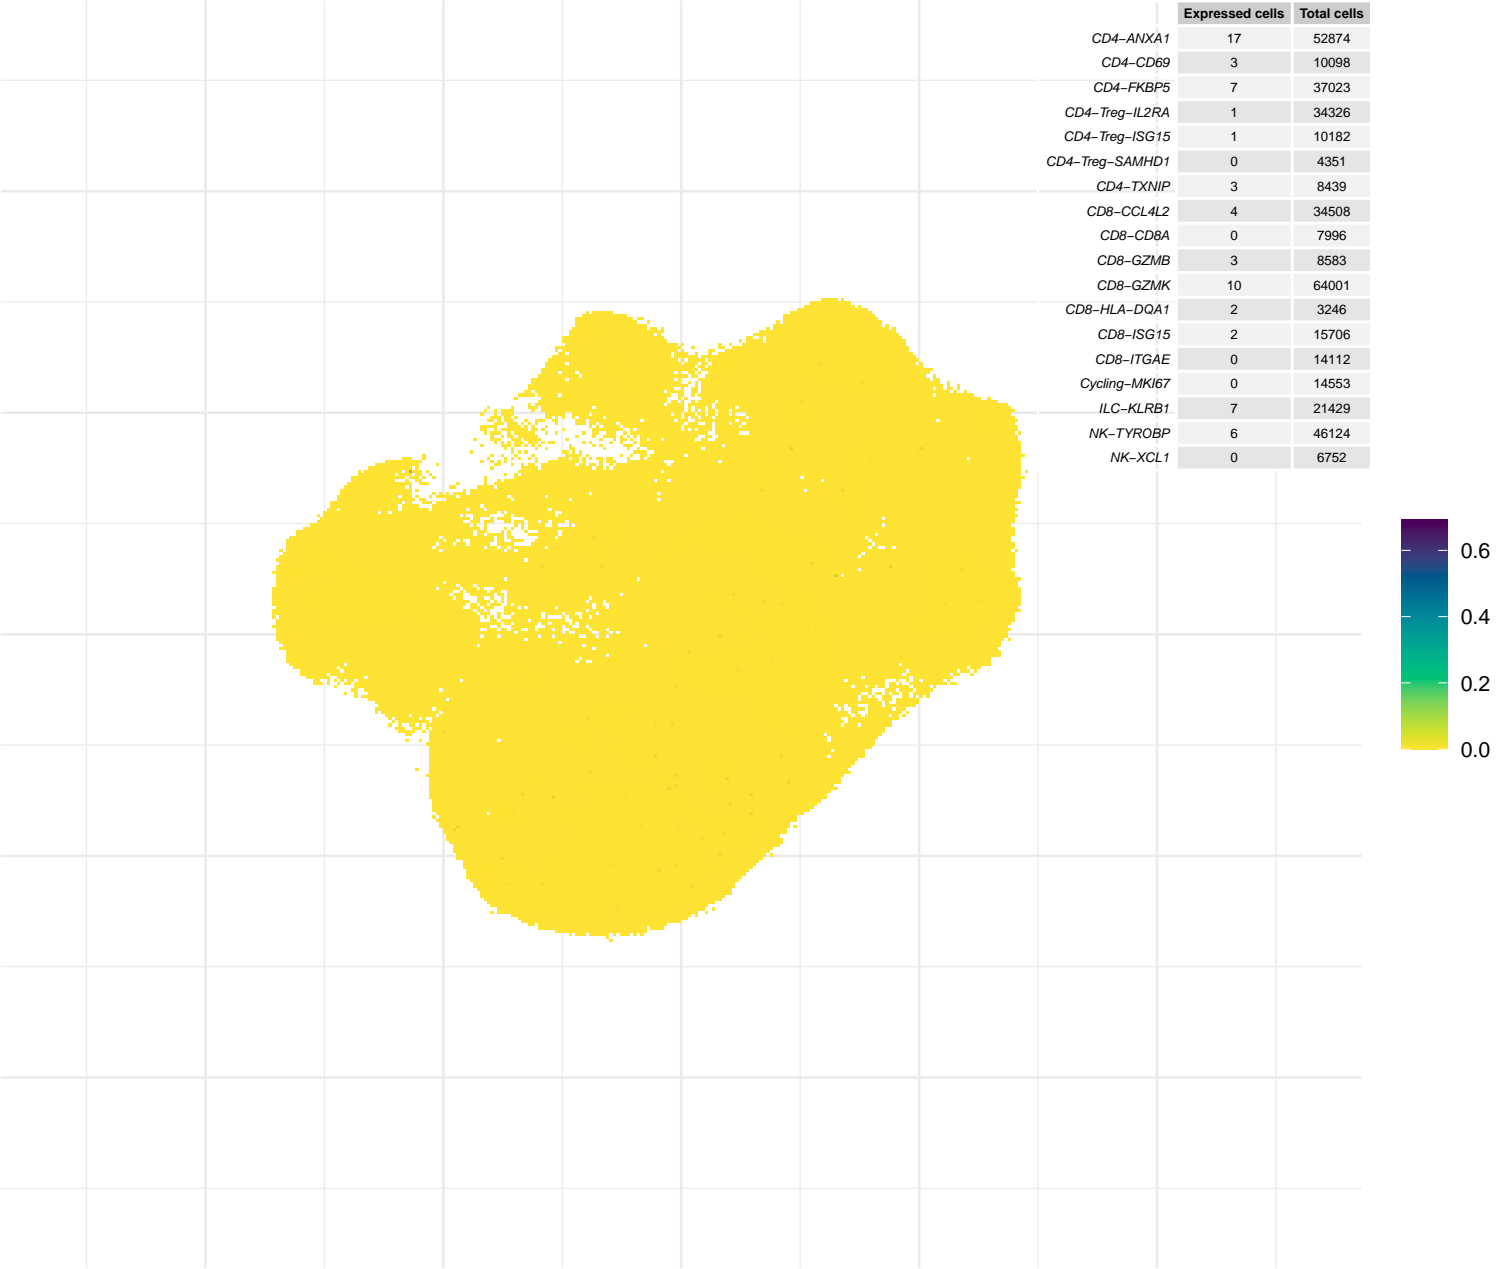 Expressed cells Total cells
CD4−ANXA1 17 52874
CD4−CD69 3 10098
CD4−FKBP5 7 37023
CD4−Treg−IL2RA 1 34326
CD4−Treg−ISG15 1 10182
CD4−Treg−SAMHD1 0 4351
CD4−TXNIP 3 8439
CD8−CCL4L2 4 34508
CD8−CD8A 0 7996
CD8−GZMB 3 8583
CD8−GZMK 10 64001
CD8−HLA−DQA1 2 3246
CD8−ISG15 2 15706
CD8−ITGAE 0 14112
Cycling−MKI67 0 14553
ILC−KLRB1 7 21429
NK−TYROBP 6 46124
NK−XCL1 0 6752
0.6
0.4
0.2
0.0